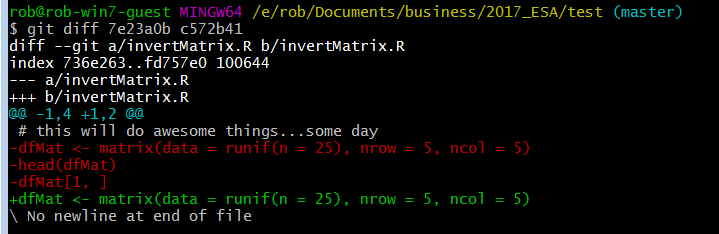 rob@rob-win7-guest MINGW64 /e/rob/Documents/business/2017_ESA/test (master)
$ git diff 7e23a0b c572b41
diff --git a/invertMatrix.R b/invertMatrix.R
index 736e263..fd757e0 100644
--- a/invertMatrix.R
+++ b/invertMatrix.R
@@ -1,4 +1,2 @@
 # this will do awesome things...some day
-dfMat <- matrix(data = runif(n = 25), nrow = 5, ncol = 5)
-head(dfMat)
-dfMat[1, ]
+dfMat <- matrix(data = runif(n = 25), nrow = 5, ncol = 5)
\ No newline at end of file